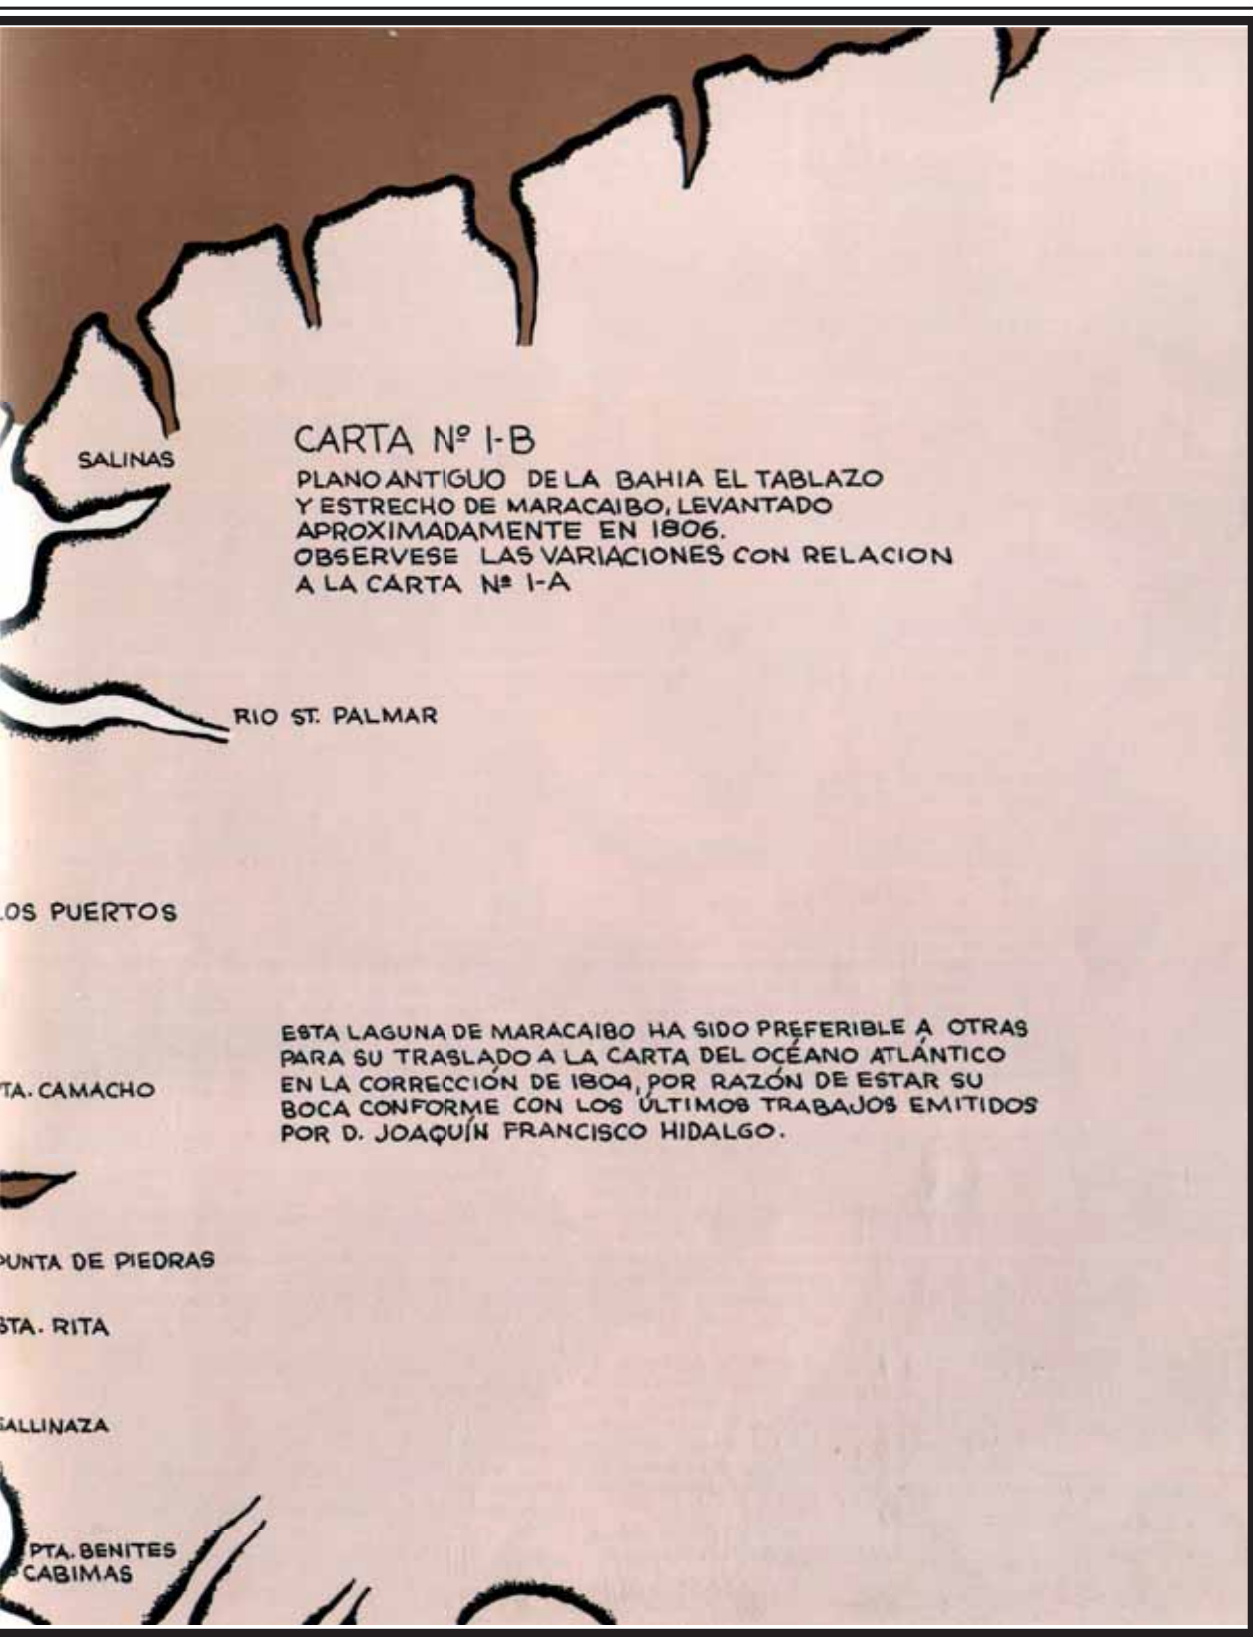 SALINAS
CARTA Nº I-B
PLANO ANTIGUO DE LA BAHIA EL TABLAZO
Y ESTRECHO DE MARACAIBO, LEVANTADO
APROXIMADAMENTE EN 1806.
OBSERVESE LAS VARIACIONES CON RELACION
A LA CARTA Nº I-A
RIO ST. PALMAR
OS PUERTOS
TA. CAMACHO
ESTA LAGUNA DE MARACAIBO HA SIDO PREFERIBLE A OTRAS
PARA SU TRASLADO A LA CARTA DEL OCÉANO ATLÁNTICO
EN LA CORRECCIÓN DE 1804, POR RAZÓN DE ESTAR SU
BOCA CONFORME CON LOS ÚLTIMOS TRABAJOS EMITIDOS
POR D. JOAQUÍN FRANCISCO HIDALGO.
PUNTA DE PIEDRAS
STA. RITA
GALLINAZA
PTA. BENITES
CABIMAS